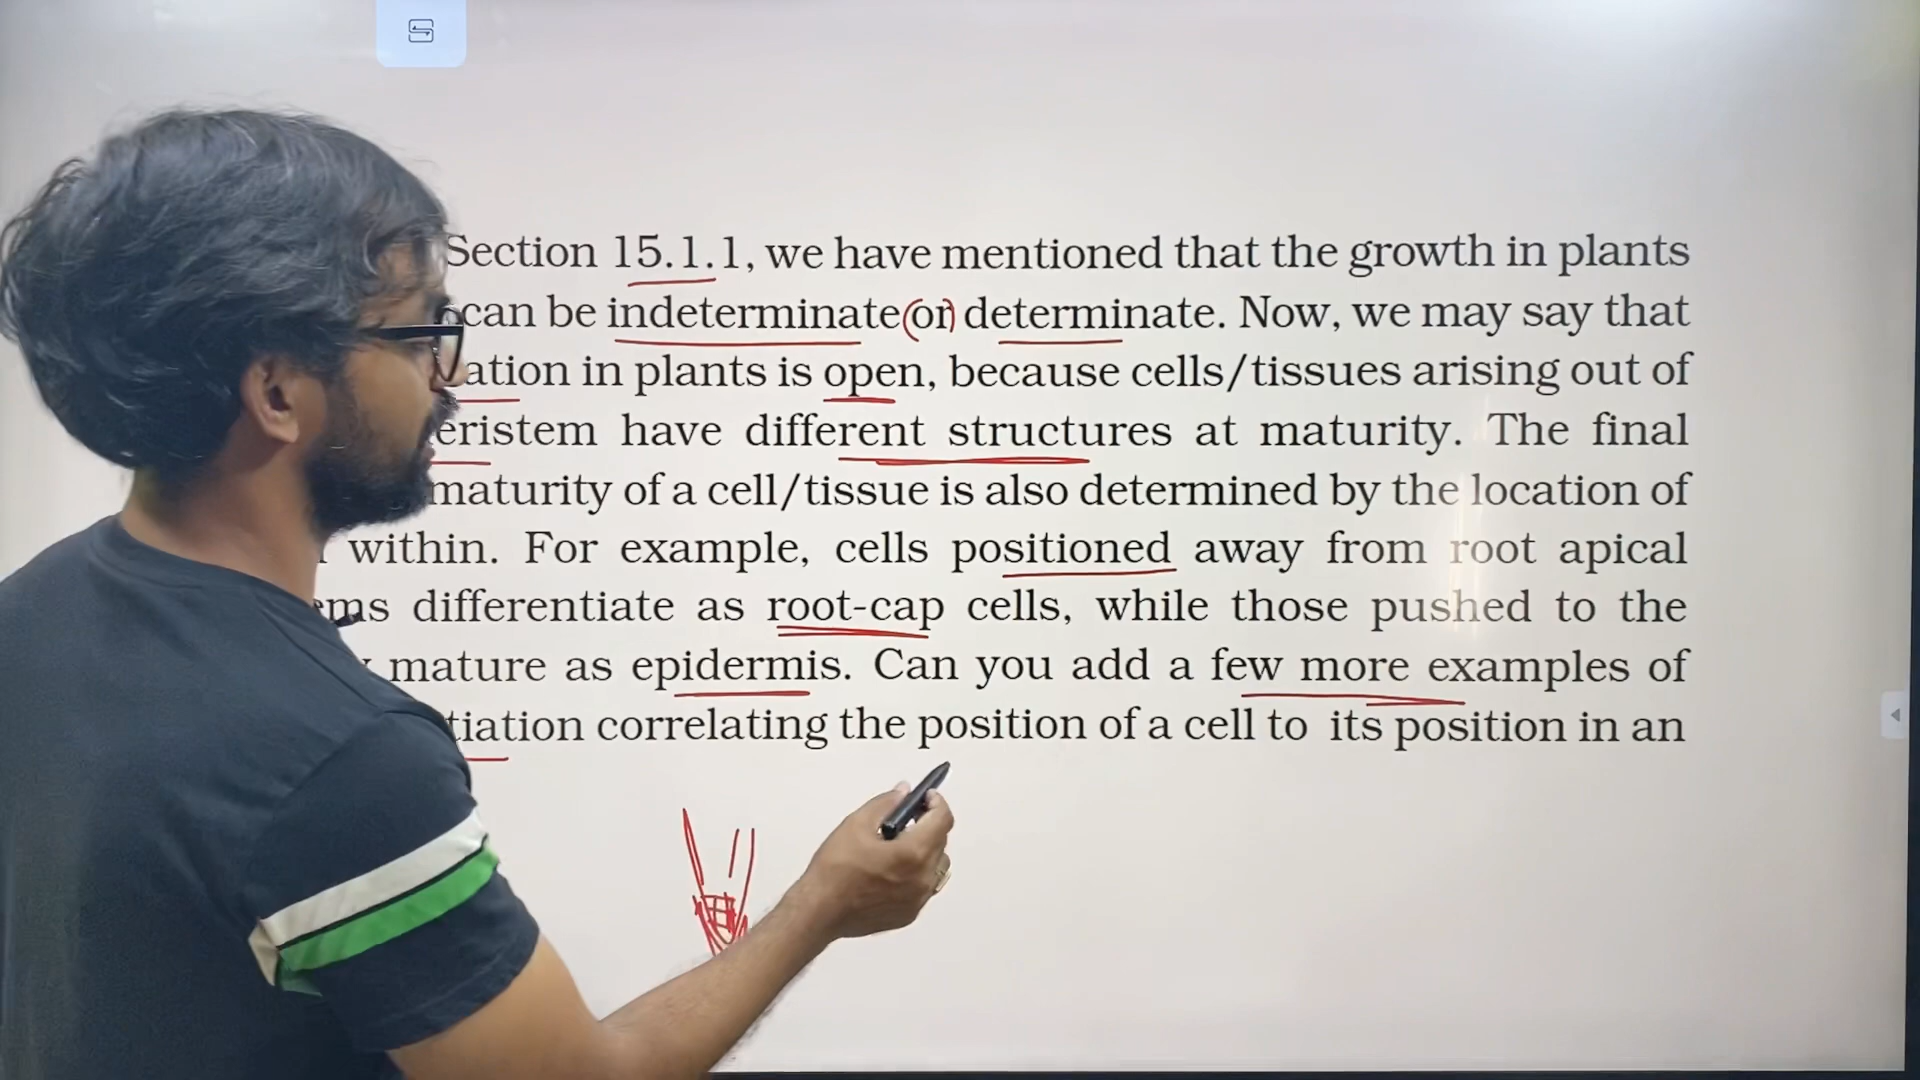 Section 15.1.1, we have mentioned that the growth in plants
can be indeterminate or determinate. Now, we may say that
ation in plants is open, because cells/tissues arising out of
eristem have different structures at maturity. The final
maturity of a cell/tissue is also determined by the location of
within. For example, cells positioned away from root apical
ems differentiate as root-cap cells, while those pushed to the
mature as epidermis. Can you add a few more examples of
tiation correlating the position of a cell to its position in an